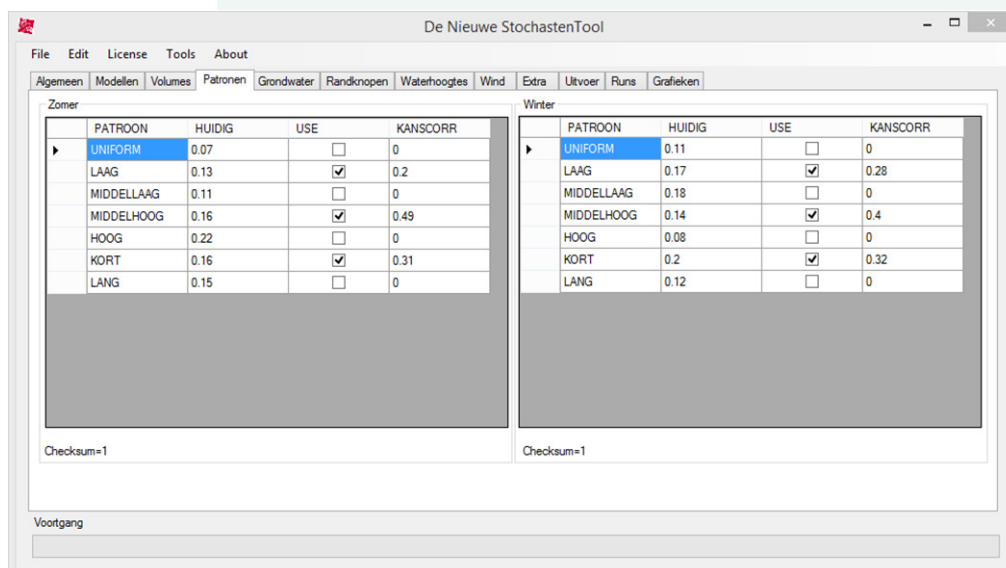 De Nieuwe StochastenTool
File Edit License Tools About
Algemeen Modellen Volumes Patronen Grondwater Randknopen Waterhoogtes Wind Extra Uitvoer Runs Grafieken
Zomer
PATROON HUIDIG USE KANSCORR
UNIFORM 0.07 0
LAAG 0.13 0.2
MIDDELLAAG 0.11 0
MIDDELHOOG 0.16 0.49
HOOG 0.22 0
KORT 0.16 0.31
LANG 0.15 0
Checksum=1
Winter
PATROON HUIDIG USE KANSCORR
UNIFORM 0.11 0
LAAG 0.17 0.28
MIDDELLAAG 0.18 0
MIDDELHOOG 0.14 0.4
HOOG 0.08 0
KORT 0.2 0.32
LANG 0.12 0
Checksum=1
Voortgang